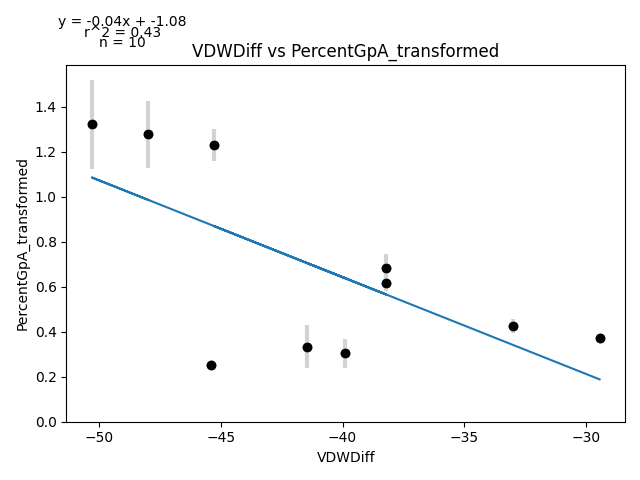 y = -0.04x + -1.08
r^2 = 0.43
n = 10
VDWDiff vs PercentGpA_transformed
PercentGpA_transformed
1.4
1.2
1.0
0.8
0.6
0.4
0.2
0.0
−50
−45
−40
−35
−30
VDWDiff